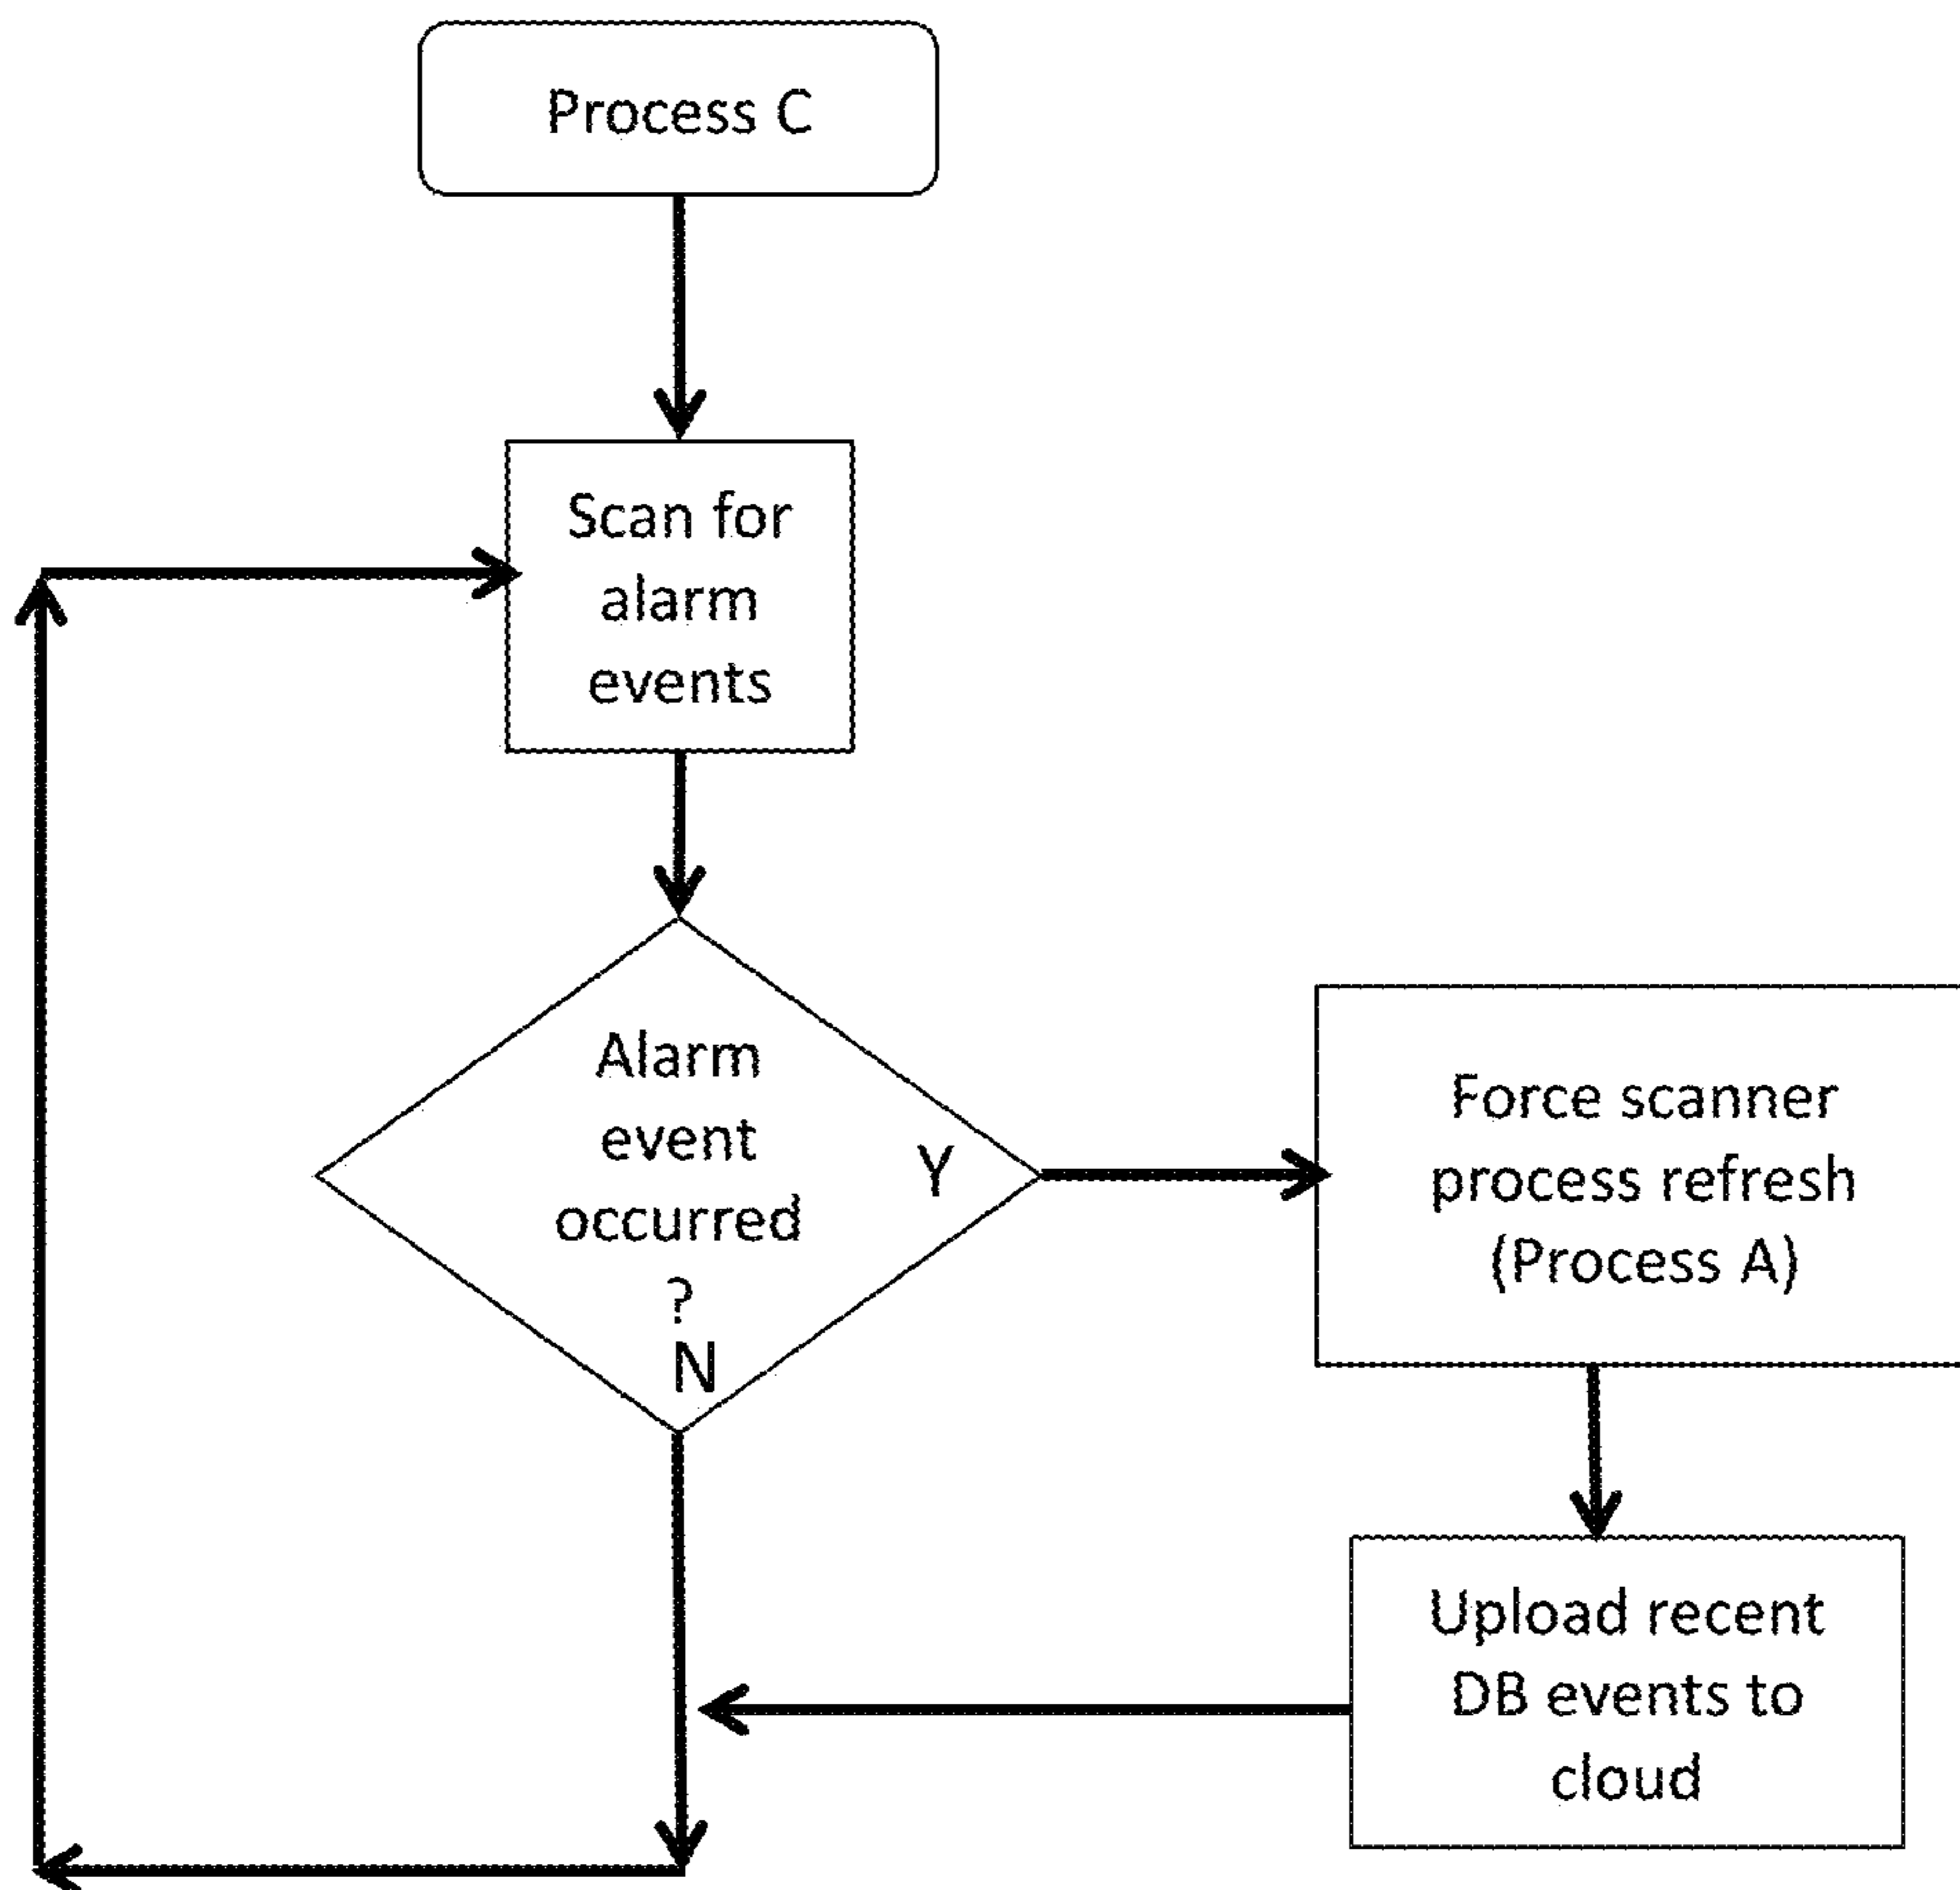 Process C
Scan for
alarm
events
Alarm
event
occurred
?
Y
N
Force scanner
process refresh
(Process A)
Upload recent
DB events to
cloud